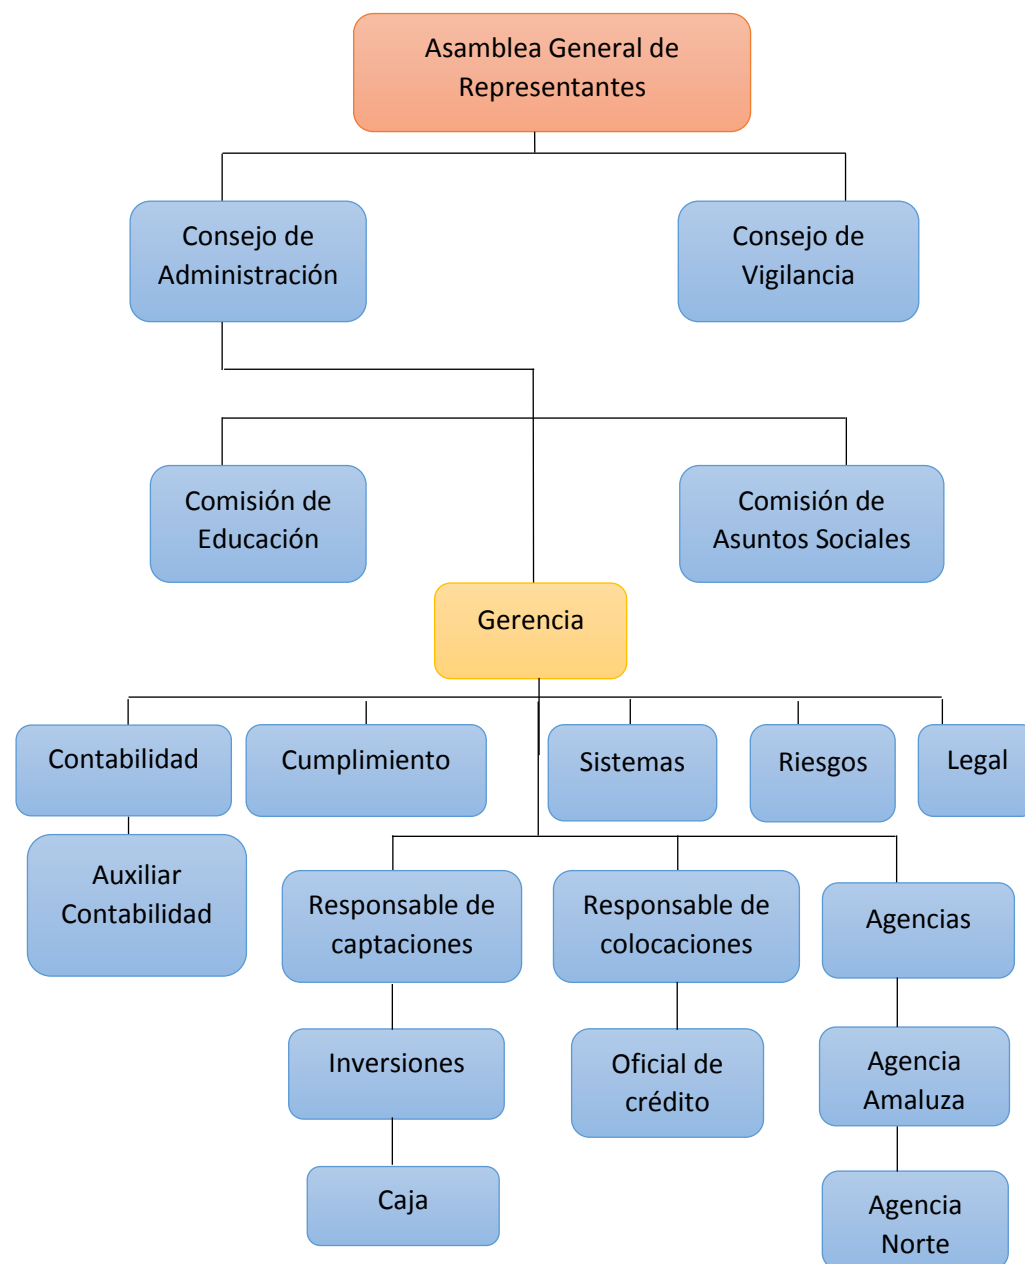 Asamblea General de
Representantes
Consejo de
Administración
Consejo de
Vigilancia
Comisión de
Educación
Comisión de
Asuntos Sociales
Gerencia
Contabilidad
Cumplimiento
Sistemas
Riesgos
Legal
Auxiliar
Contabilidad
Responsable de
captaciones
Responsable de
colocaciones
Agencias
Inversiones
Oficial de
crédito
Agencia
Amaluza
Caja
Agencia
Norte